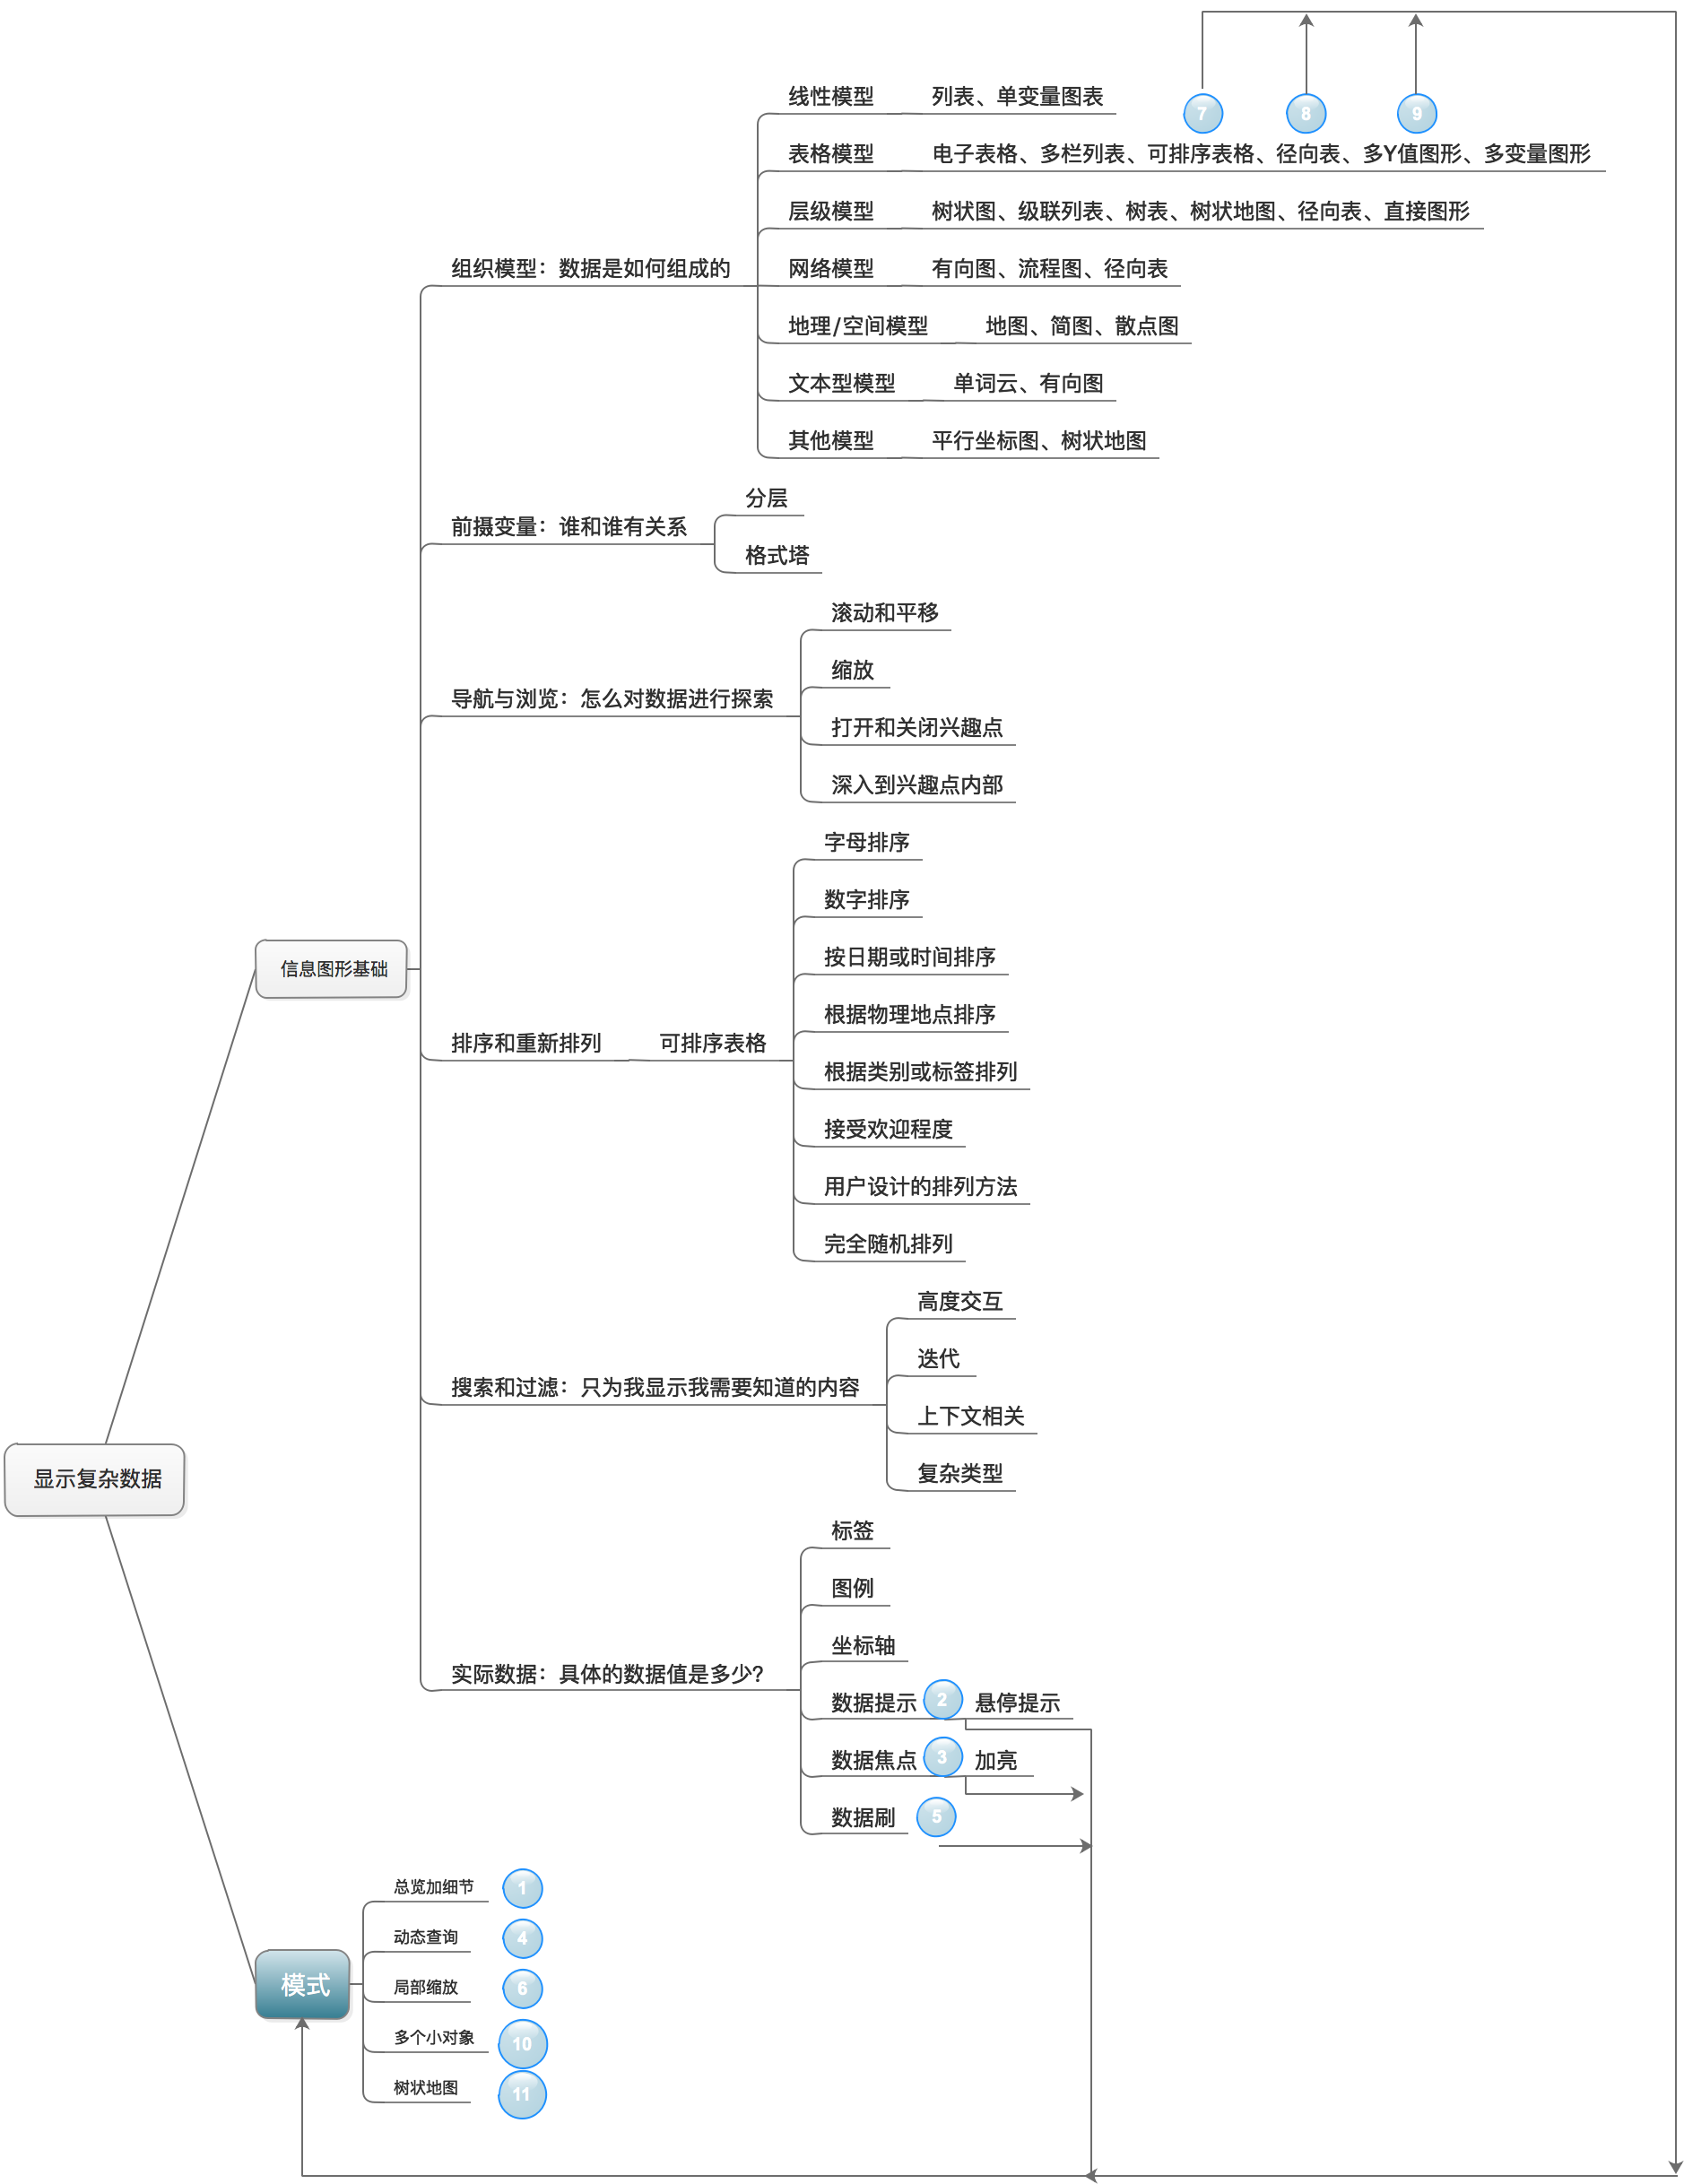 7 8 9
线性模型 列表、单变量图表
表格模型 电子表格、多栏列表、可排序表格、径向表、多Y值图形、多变量图形
层级模型 树状图、级联列表、树表、树状地图、径向表、直接图形
组织模型：数据是如何组成的
网络模型 有向图、流程图、径向表
地理/空间模型 地图、简图、散点图
文本型模型 单词云、有向图
其他模型 平行坐标图、树状地图
前摄变量：谁和谁有关系
分层
格式塔
导航与浏览：怎么对数据进行探索
滚动和平移
缩放
打开和关闭兴趣点
深入到兴趣点内部
信息图形基础
排序和重新排列 可排序表格
字母排序
数字排序
按日期或时间排序
根据物理地点排序
根据类别或标签排列
接受欢迎程度
用户设计的排列方法
完全随机排列
搜索和过滤：只为我显示我需要知道的内容
高度交互
迭代
上下文相关
复杂类型
显示复杂数据
实际数据：具体的数据值是多少？
标签
图例
坐标轴
数据提示 2 悬停提示
数据焦点 3 加亮
数据刷 5
模式
总览加细节 1
动态查询 4
局部缩放 6
多个小对象 10
树状地图 11